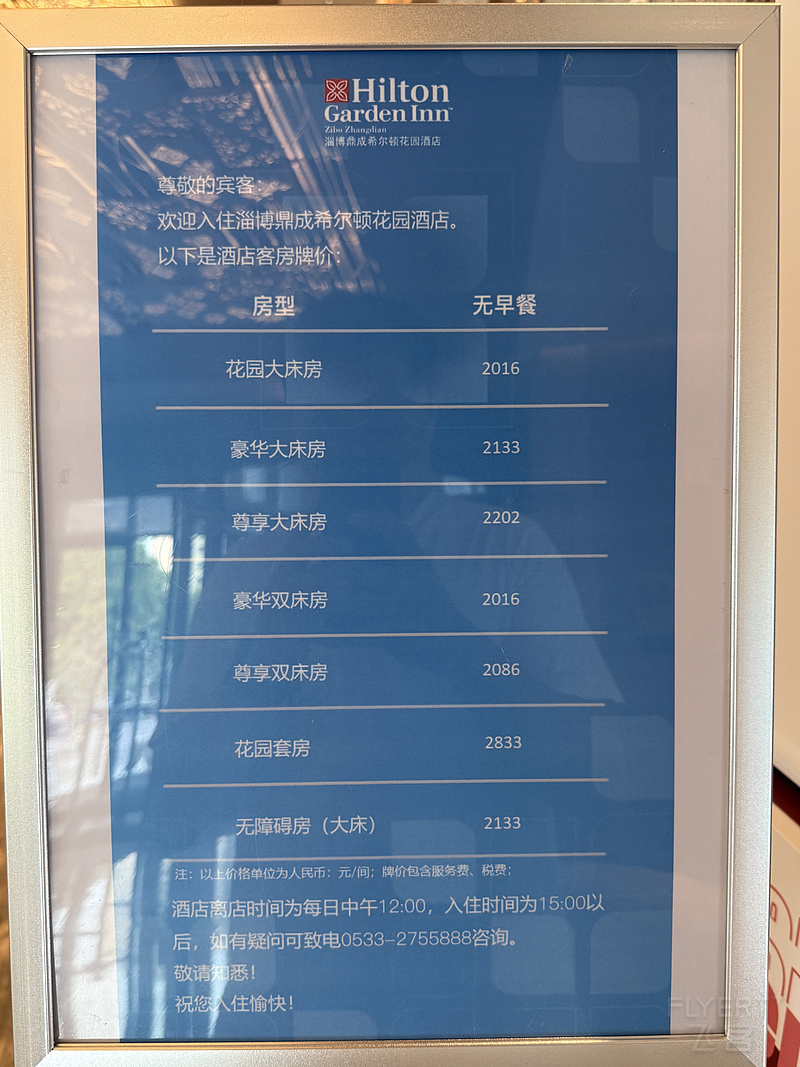 Hilton
Garden Inn™
Zibo Zhangdian
淄博鼎成希尔顿花园酒店
尊敬的宾客：
欢迎入住淄博鼎成希尔顿花园酒店。
以下是酒店客房牌价：
房型 无早餐
花园大床房 2016
豪华大床房 2133
尊享大床房 2202
豪华双床房 2016
尊享双床房 2086
花园套房 2833
无障碍房（大床） 2133
注：以上价格单位为人民币：元/间；牌价包含服务费、税费；
酒店离店时间为每日中午12:00，入住时间为15:00以
后，如有疑问可致电0533-2755888咨询。
敬请知悉！
祝您入住愉快！
FLYERT